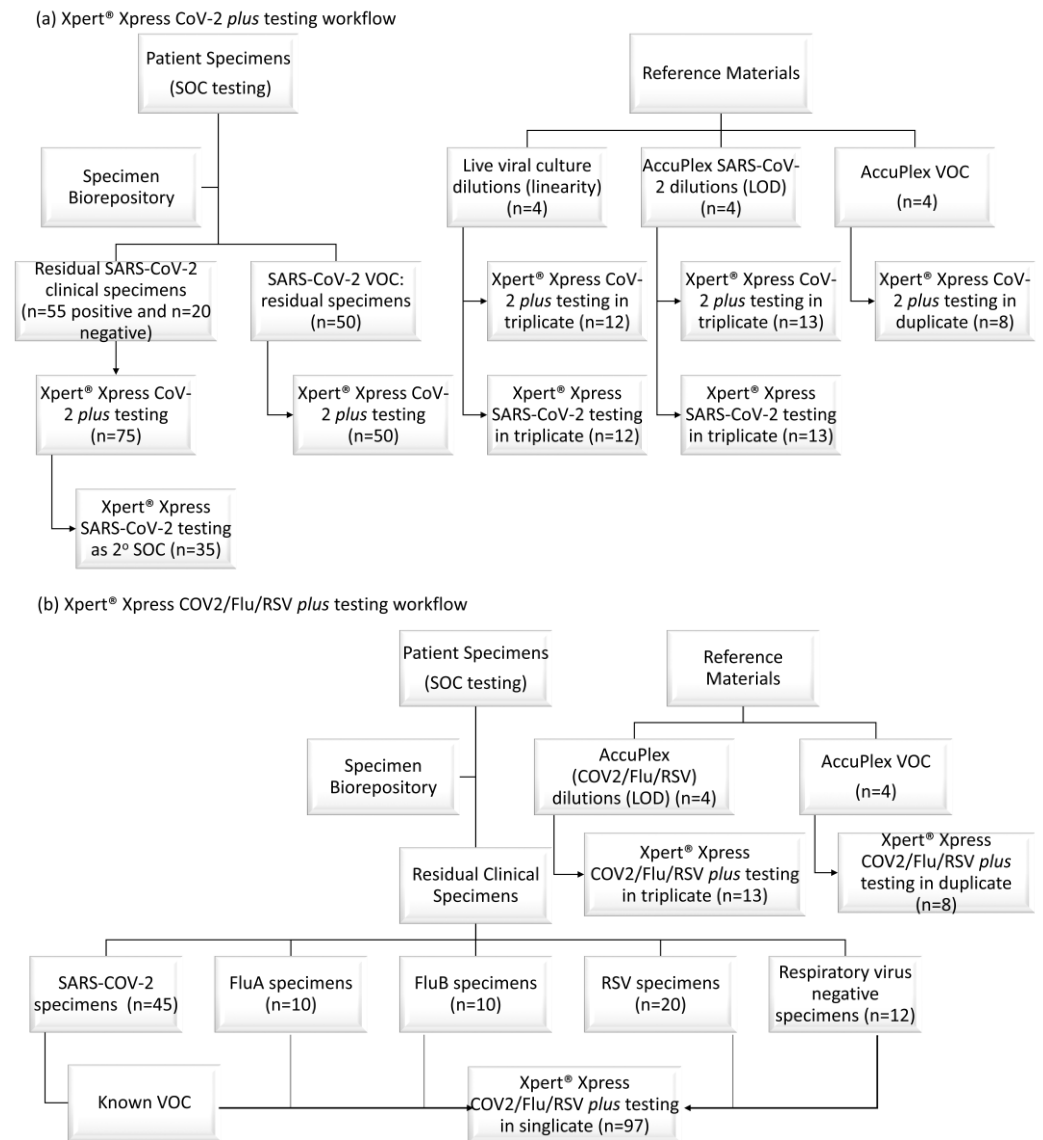 (a) Xpert® Xpress CoV-2 plus testing workflow
Patient Specimens
(SOC testing)
Reference Materials
Specimen
Biorepository
Live viral culture
dilutions (linearity)
(n=4)
AccuPlex SARS-CoV-
2 dilutions (LOD)
(n=4)
AccuPlex VOC
(n=4)
Residual SARS-CoV-2
clinical specimens
(n=55 positive and n=20
negative)
SARS-CoV-2 VOC:
residual specimens
(n=50)
Xpert® Xpress CoV-
2 plus testing in
triplicate (n=12)
Xpert® Xpress CoV-
2 plus testing in
triplicate (n=13)
Xpert® Xpress CoV-
2 plus testing in
duplicate (n=8)
Xpert® Xpress CoV-
2 plus testing
(n=75)
Xpert® Xpress CoV-
2 plus testing
(n=50)
Xpert® Xpress
SARS-CoV-2 testing
in triplicate (n=12)
Xpert® Xpress
SARS-CoV-2 testing
in triplicate (n=13)
Xpert® Xpress
SARS-CoV-2 testing
as 2º SOC (n=35)
(b) Xpert® Xpress COV2/Flu/RSV plus testing workflow
Patient Specimens
(SOC testing)
Reference
Materials
Specimen
Biorepository
AccuPlex
(COV2/Flu/RSV)
dilutions (LOD) (n=4)
AccuPlex VOC
(n=4)
Residual Clinical
Specimens
Xpert® Xpress
COV2/Flu/RSV plus testing
in triplicate (n=13)
Xpert® Xpress
COV2/Flu/RSV plus
testing in duplicate
(n=8)
SARS-COV-2
specimens (n=45)
FluA specimens
(n=10)
FluB specimens
(n=10)
RSV specimens
(n=20)
Respiratory virus
negative
specimens (n=12)
Known VOC
Xpert® Xpress
COV2/Flu/RSV plus testing
in singlicate (n=97)